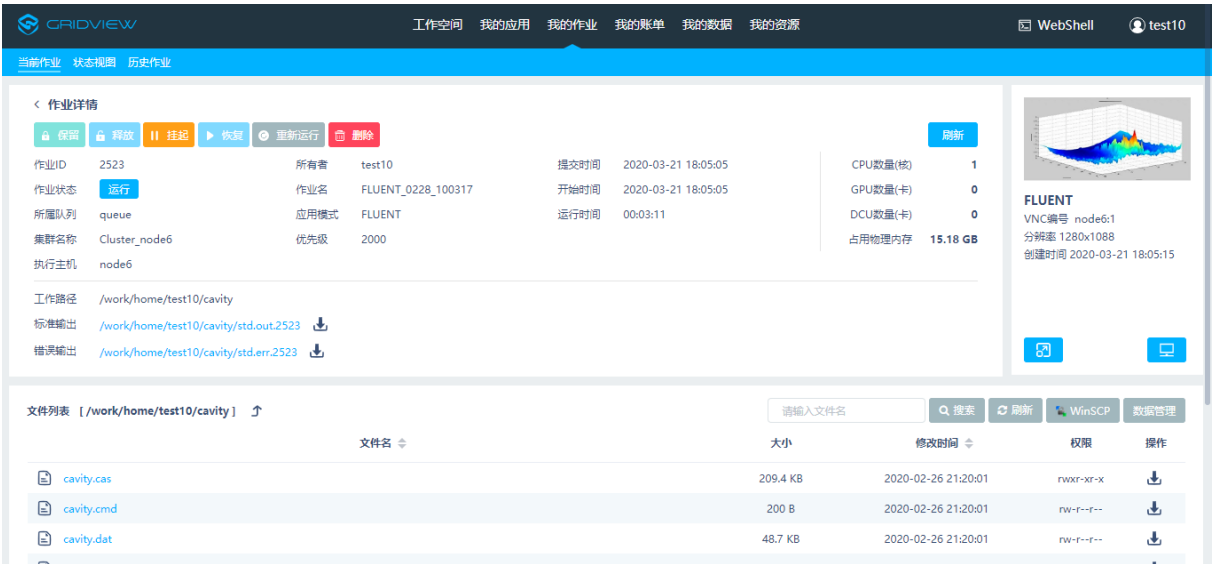 GRIDVIEW 工作空间 我的应用 我的作业 我的账单 我的数据 我的资源 WebShell test10
当前作业 状态视图 历史作业
作业详情
保留 释放 挂起 恢复 重新运行 删除 刷新
作业ID 2523 所有者 test10 提交时间 2020-03-21 18:05:05 CPU数量(核) 1
作业状态 运行 作业名 FLUENT_0228_100317 开始时间 2020-03-21 18:05:05 GPU数量(卡) 0
所属队列 queue 应用模式 FLUENT 运行时间 00:03:11 DCU数量(卡) 0
集群名称 Cluster_node6 优先级 2000 占用物理内存 15.18 GB
执行主机 node6
FLUENT
VNC编号 node6:1
分辨率 1280x1088
创建时间 2020-03-21 18:05:15
工作路径 /work/home/test10/cavity
标准输出 /work/home/test10/cavity/std.out.2523
错误输出 /work/home/test10/cavity/std.err.2523
文件列表 [ /work/home/test10/cavity ] 请输入文件名 搜索 刷新 WinSCP 数据管理
文件名 大小 修改时间 权限 操作
cavity.cas 209.4 KB 2020-02-26 21:20:01 rwxr-xr-x
cavity.cmd 200 B 2020-02-26 21:20:01 rw-r--r--
cavity.dat 48.7 KB 2020-02-26 21:20:01 rw-r--r--